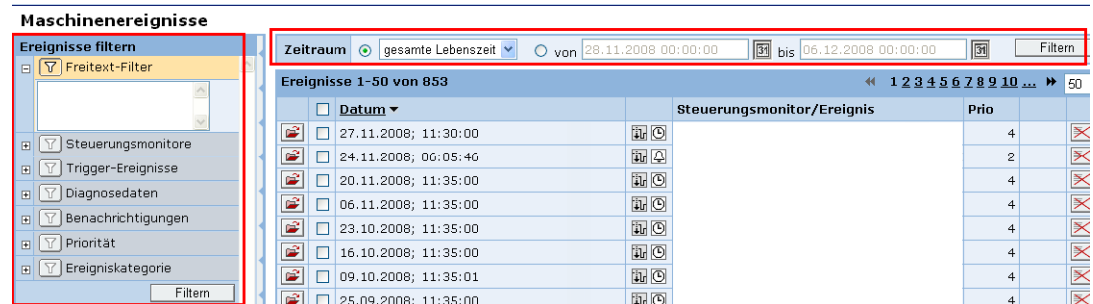 Maschinenereignisse
Ereignisse filtern
Freitext-Filter
Steuerungsmonitore
Trigger-Ereignisse
Diagnosedaten
Benachrichtigungen
Priorität
Ereigniskategorie
Filtern
Zeitraum gesamte Lebenszeit von 28.11.2008 00:00:00 31 bis 06.12.2008 00:00:00 31 Filtern
Ereignisse 1-50 von 853 1 2 3 4 5 6 7 8 9 10 ... 50
Datum Steuerungsmonitor/Ereignis Prio
27.11.2008; 11:30:00 4
24.11.2008; 06:05:46 2
20.11.2008; 11:35:00 4
06.11.2008; 11:35:00 4
23.10.2008; 11:35:00 4
16.10.2008; 11:35:00 4
09.10.2008; 11:35:01 4
25.09.2008; 11:35:00 4